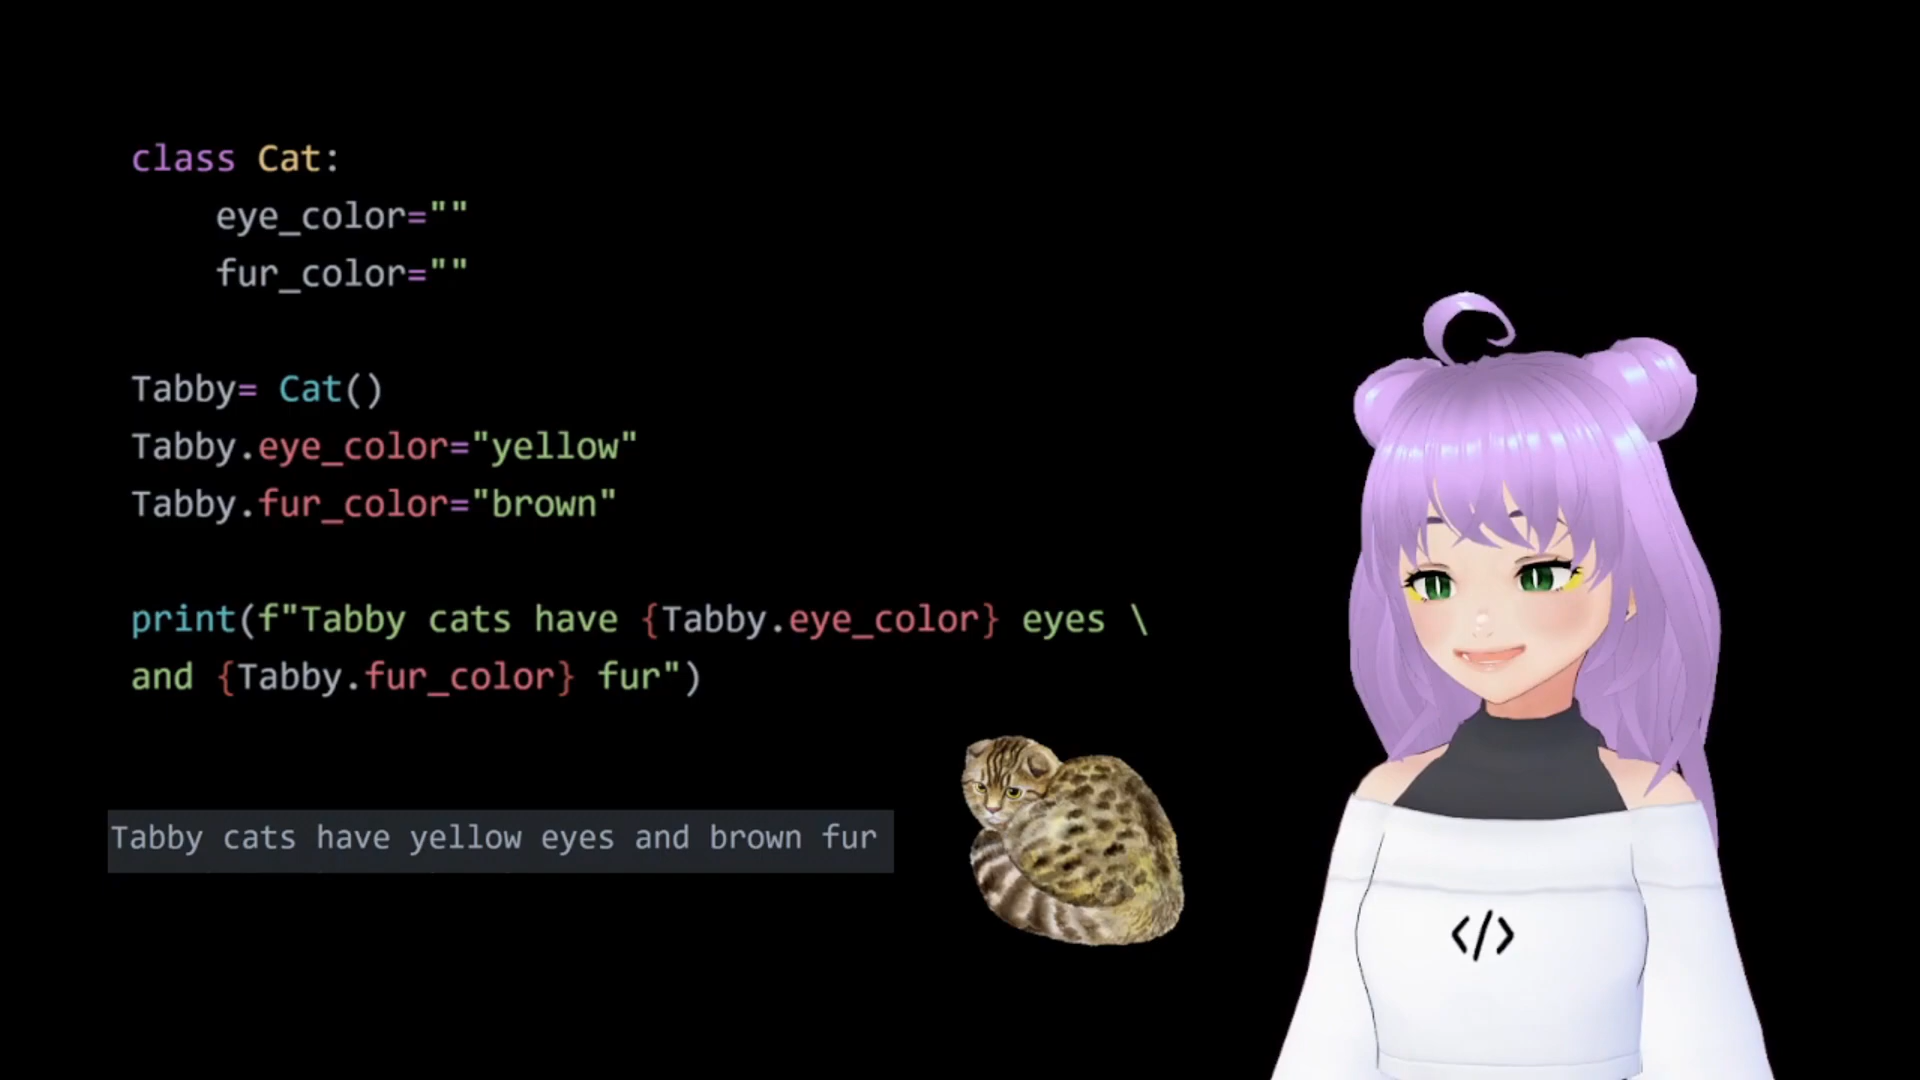 class Cat:
    eye_color=""
    fur_color=""
Tabby= Cat()
Tabby.eye_color="yellow"
Tabby.fur_color="brown"
print(f"Tabby cats have {Tabby.eye_color} eyes \
and {Tabby.fur_color} fur")
Tabby cats have yellow eyes and brown fur
</>